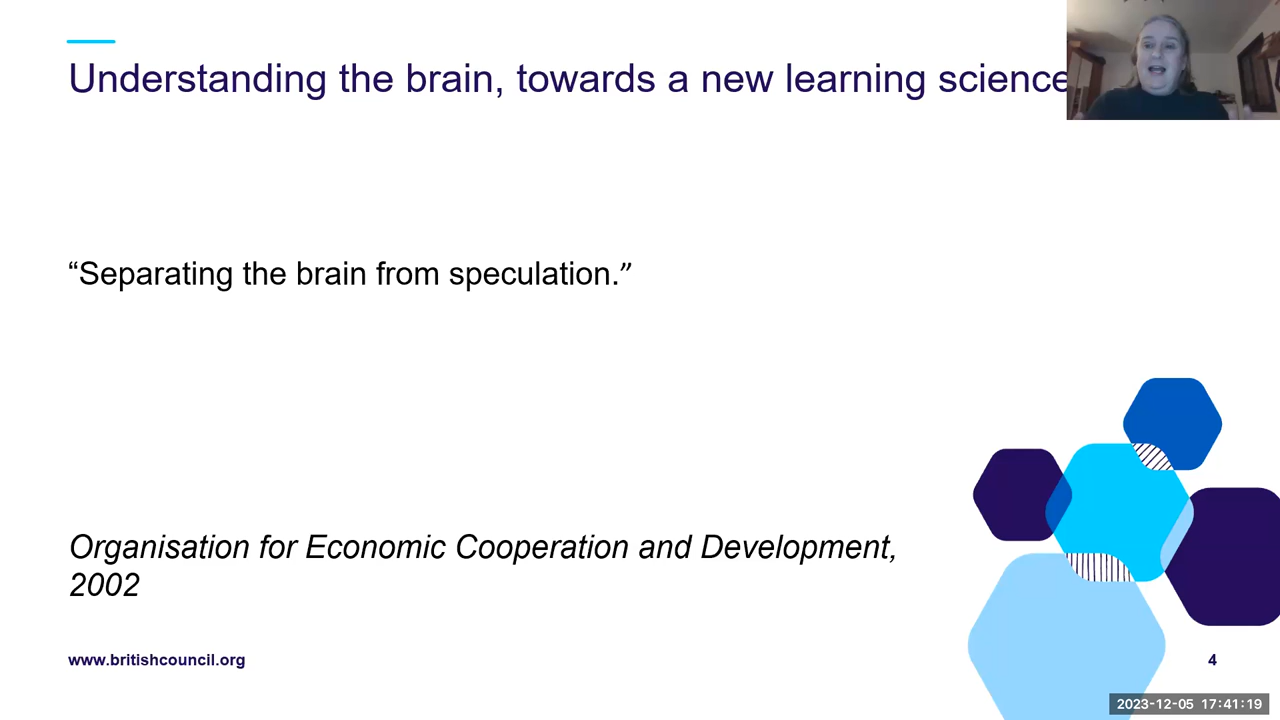 Understanding the brain, towards a new learning science
“Separating the brain from speculation.”
Organisation for Economic Cooperation and Development,
2002
www.britishcouncil.org
4
2023-12-05 17:41:19